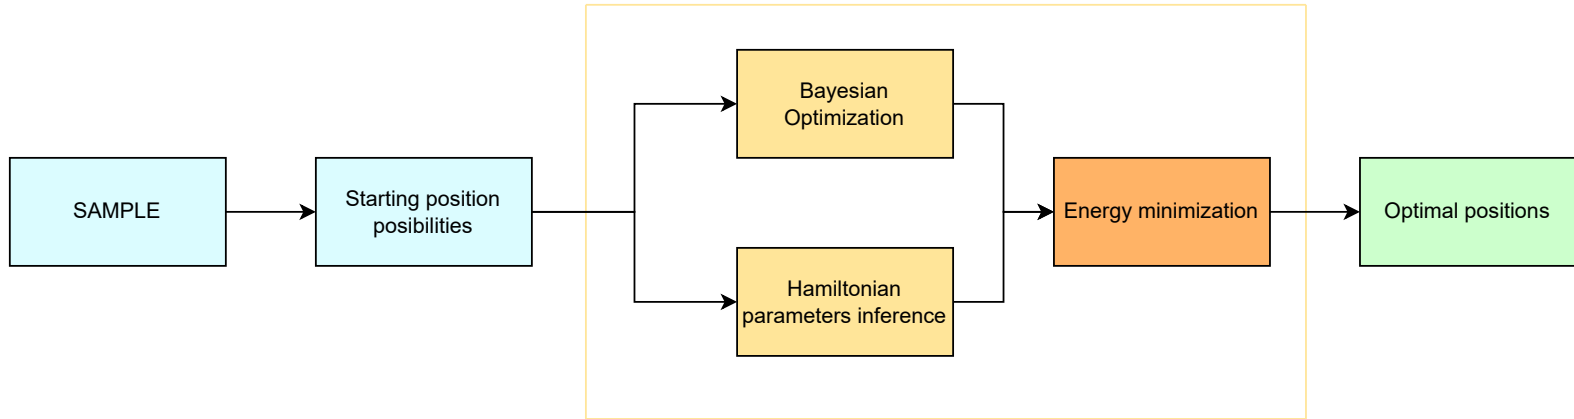 SAMPLE
Starting position
posibilities
Bayesian
Optimization
Hamiltonian
parameters inference
Energy minimization
Optimal positions